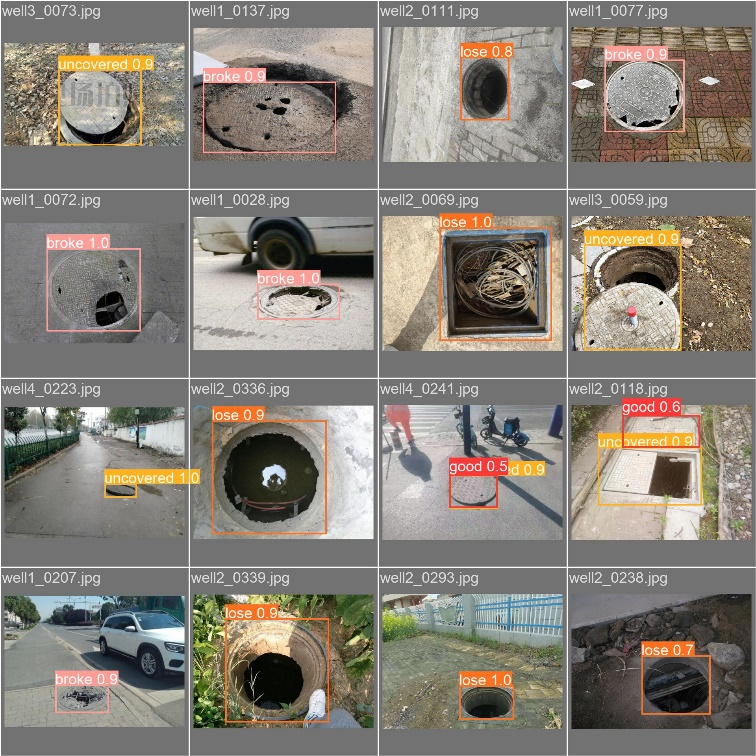 well3_0073.jpg
uncovered 0.9
well1_0137.jpg
broke 0.9
well2_0111.jpg
lose 0.8
well1_0077.jpg
broke 0.9
well1_0072.jpg
broke 1.0
well1_0028.jpg
broke 1.0
well2_0069.jpg
lose 1.0
well3_0059.jpg
uncovered 0.9
well4_0223.jpg
uncovered 1.0
well2_0336.jpg
lose 0.9
well4_0241.jpg
good 0.5
d 0.9
well2_0118.jpg
good 0.6
uncovered 0.9
well1_0207.jpg
broke 0.9
well2_0339.jpg
lose 0.9
well2_0293.jpg
lose 1.0
well2_0238.jpg
lose 0.7